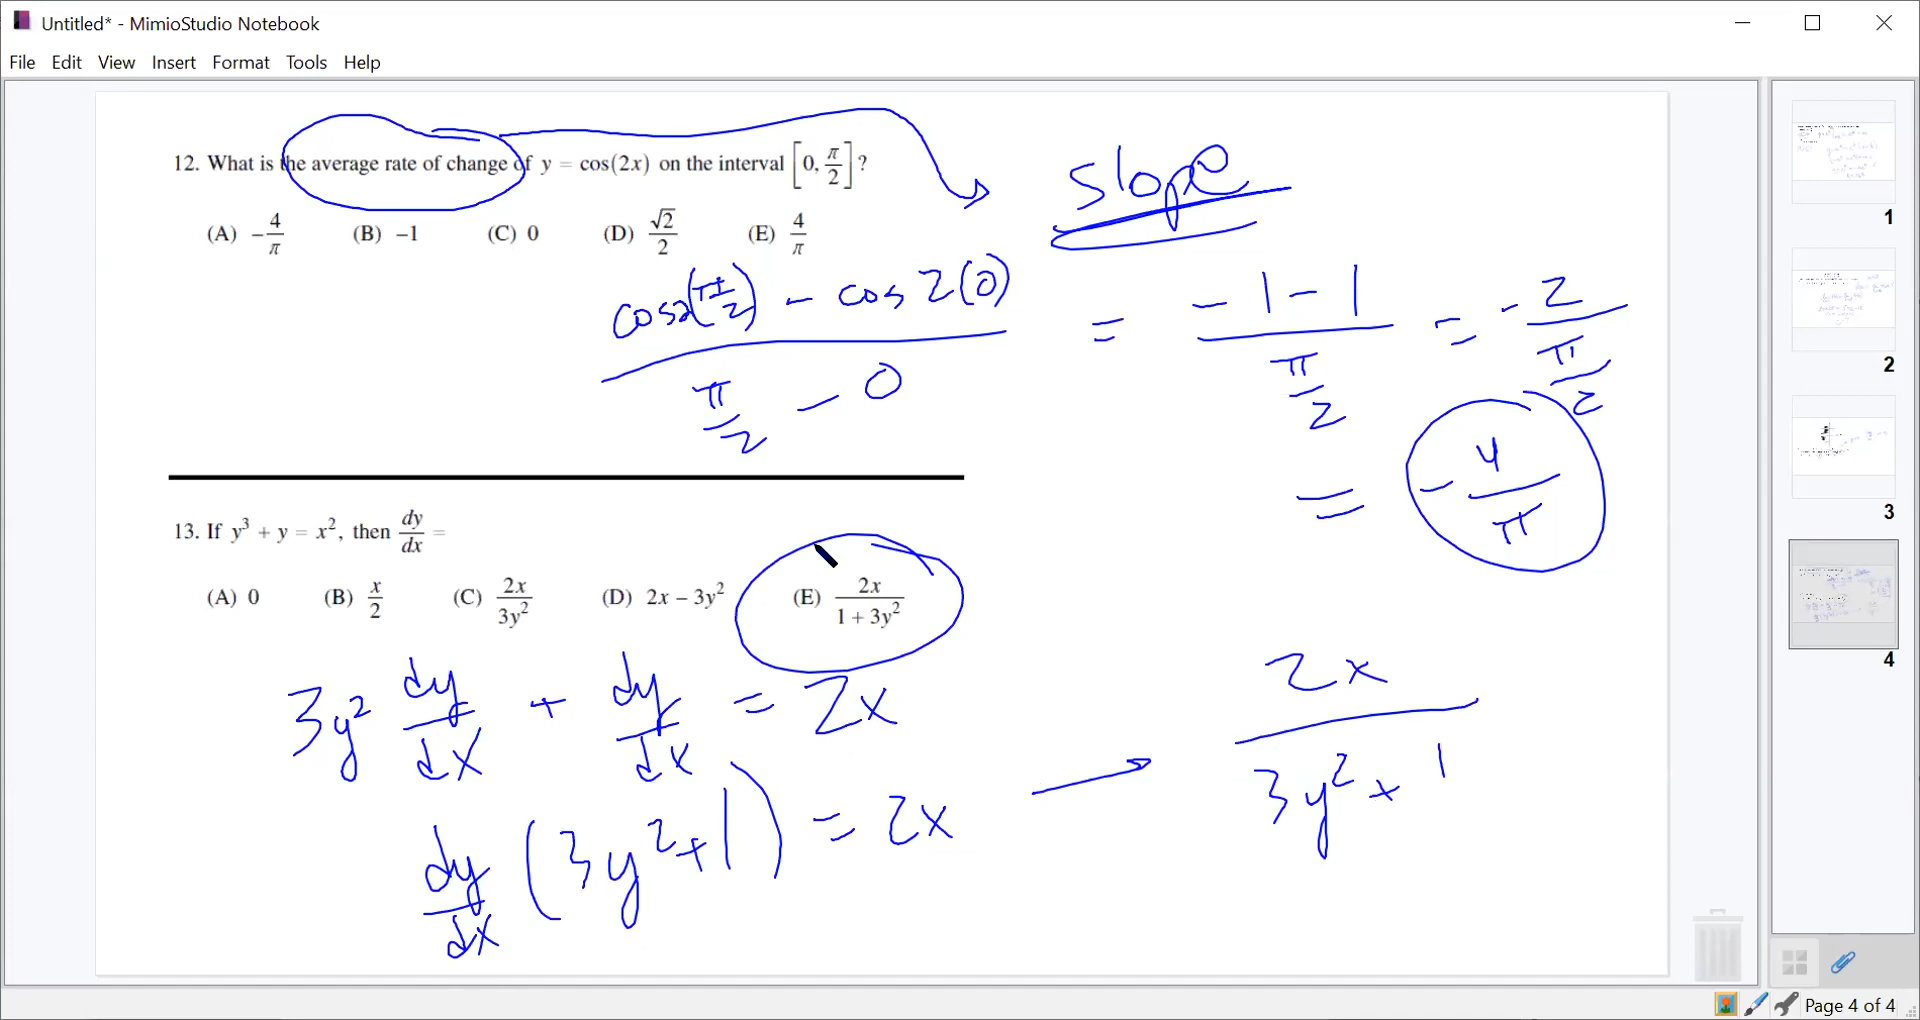 Untitled* - MimioStudio Notebook
File Edit View Insert Format Tools Help
12. What is the average rate of change of y = cos(2x) on the interval [0, π/2]?
slope
(A) −4/π (B) −1 (C) 0 (D) √2/2 (E) 4/π
(cos2(π/2) − cos 2(0))/(π/2 − 0) = (−1 − 1)/(π/2) = −2/(π/2)
= −4/π
13. If y³ + y = x², then dy/dx =
(A) 0 (B) x/2 (C) 2x/3y² (D) 2x − 3y² (E) 2x/(1 + 3y²)
3y² dy/dx + dy/dx = 2x
dy/dx (3y² + 1) = 2x → 2x/(3y² + 1)
1
2
3
4
Page 4 of 4